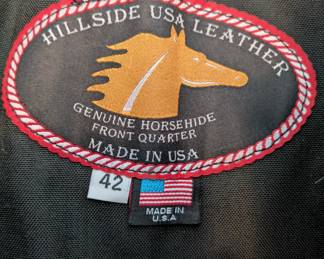 HILLSIDE USA LEATHER
GENUINE HORSEHIDE
FRONT QUARTER
MADE IN USA
42
MADE IN
U.S.A